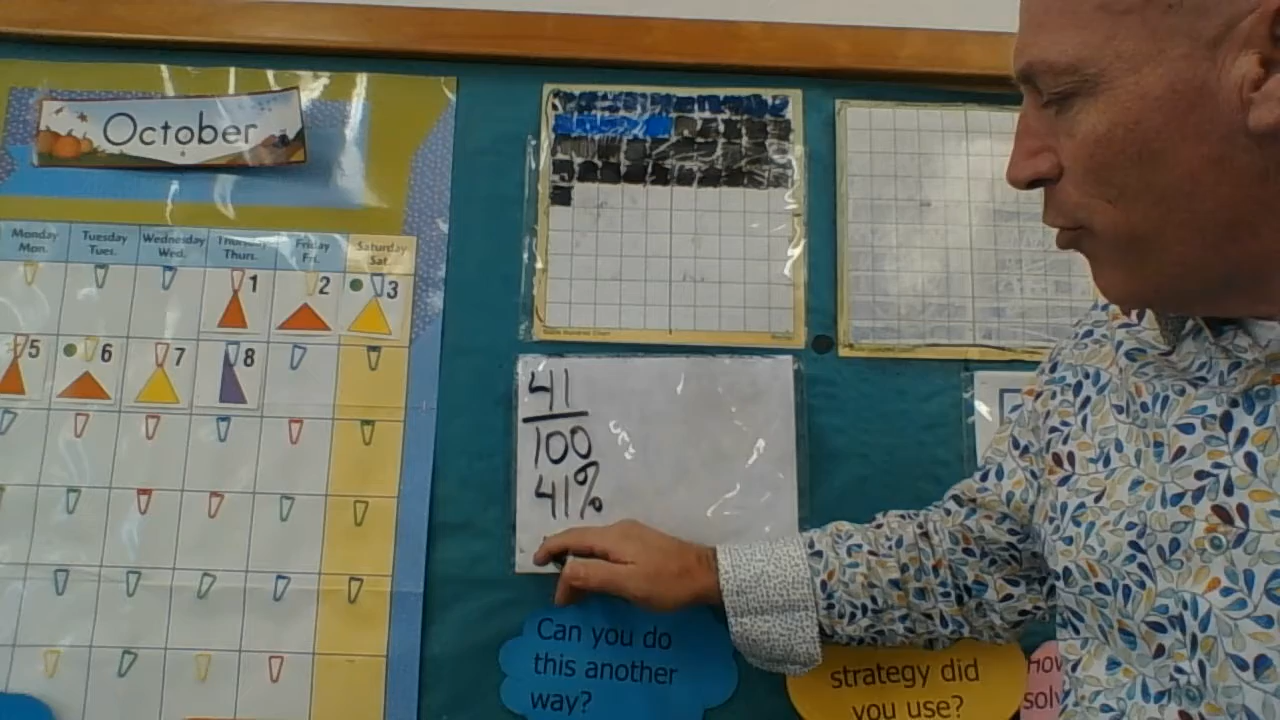 October
Monday Tuesday Wednesday Thursday Friday Saturday
Mon. Tues. Wed. Thurs. Fri. Sat.
1 2 3
5 6 7 8
41
100
41%
Can you do
this another
way?
strategy did
you use?
How
solv